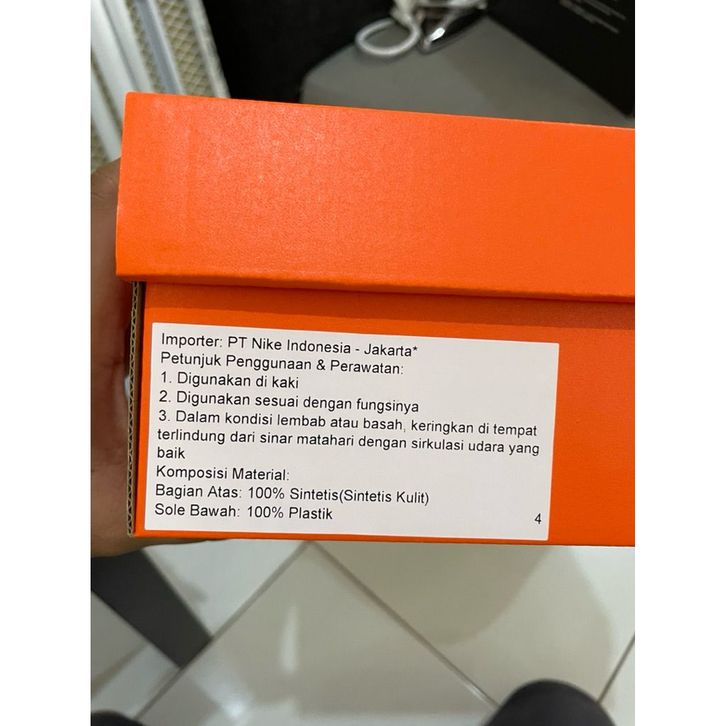 Importer: PT Nike Indonesia - Jakarta*
Petunjuk Penggunaan & Perawatan:
1. Digunakan di kaki
2. Digunakan sesuai dengan fungsinya
3. Dalam kondisi lembab atau basah, keringkan di tempat
terlindung dari sinar matahari dengan sirkulasi udara yang
baik
Komposisi Material:
Bagian Atas: 100% Sintetis(Sintetis Kulit)
Sole Bawah: 100% Plastik
4